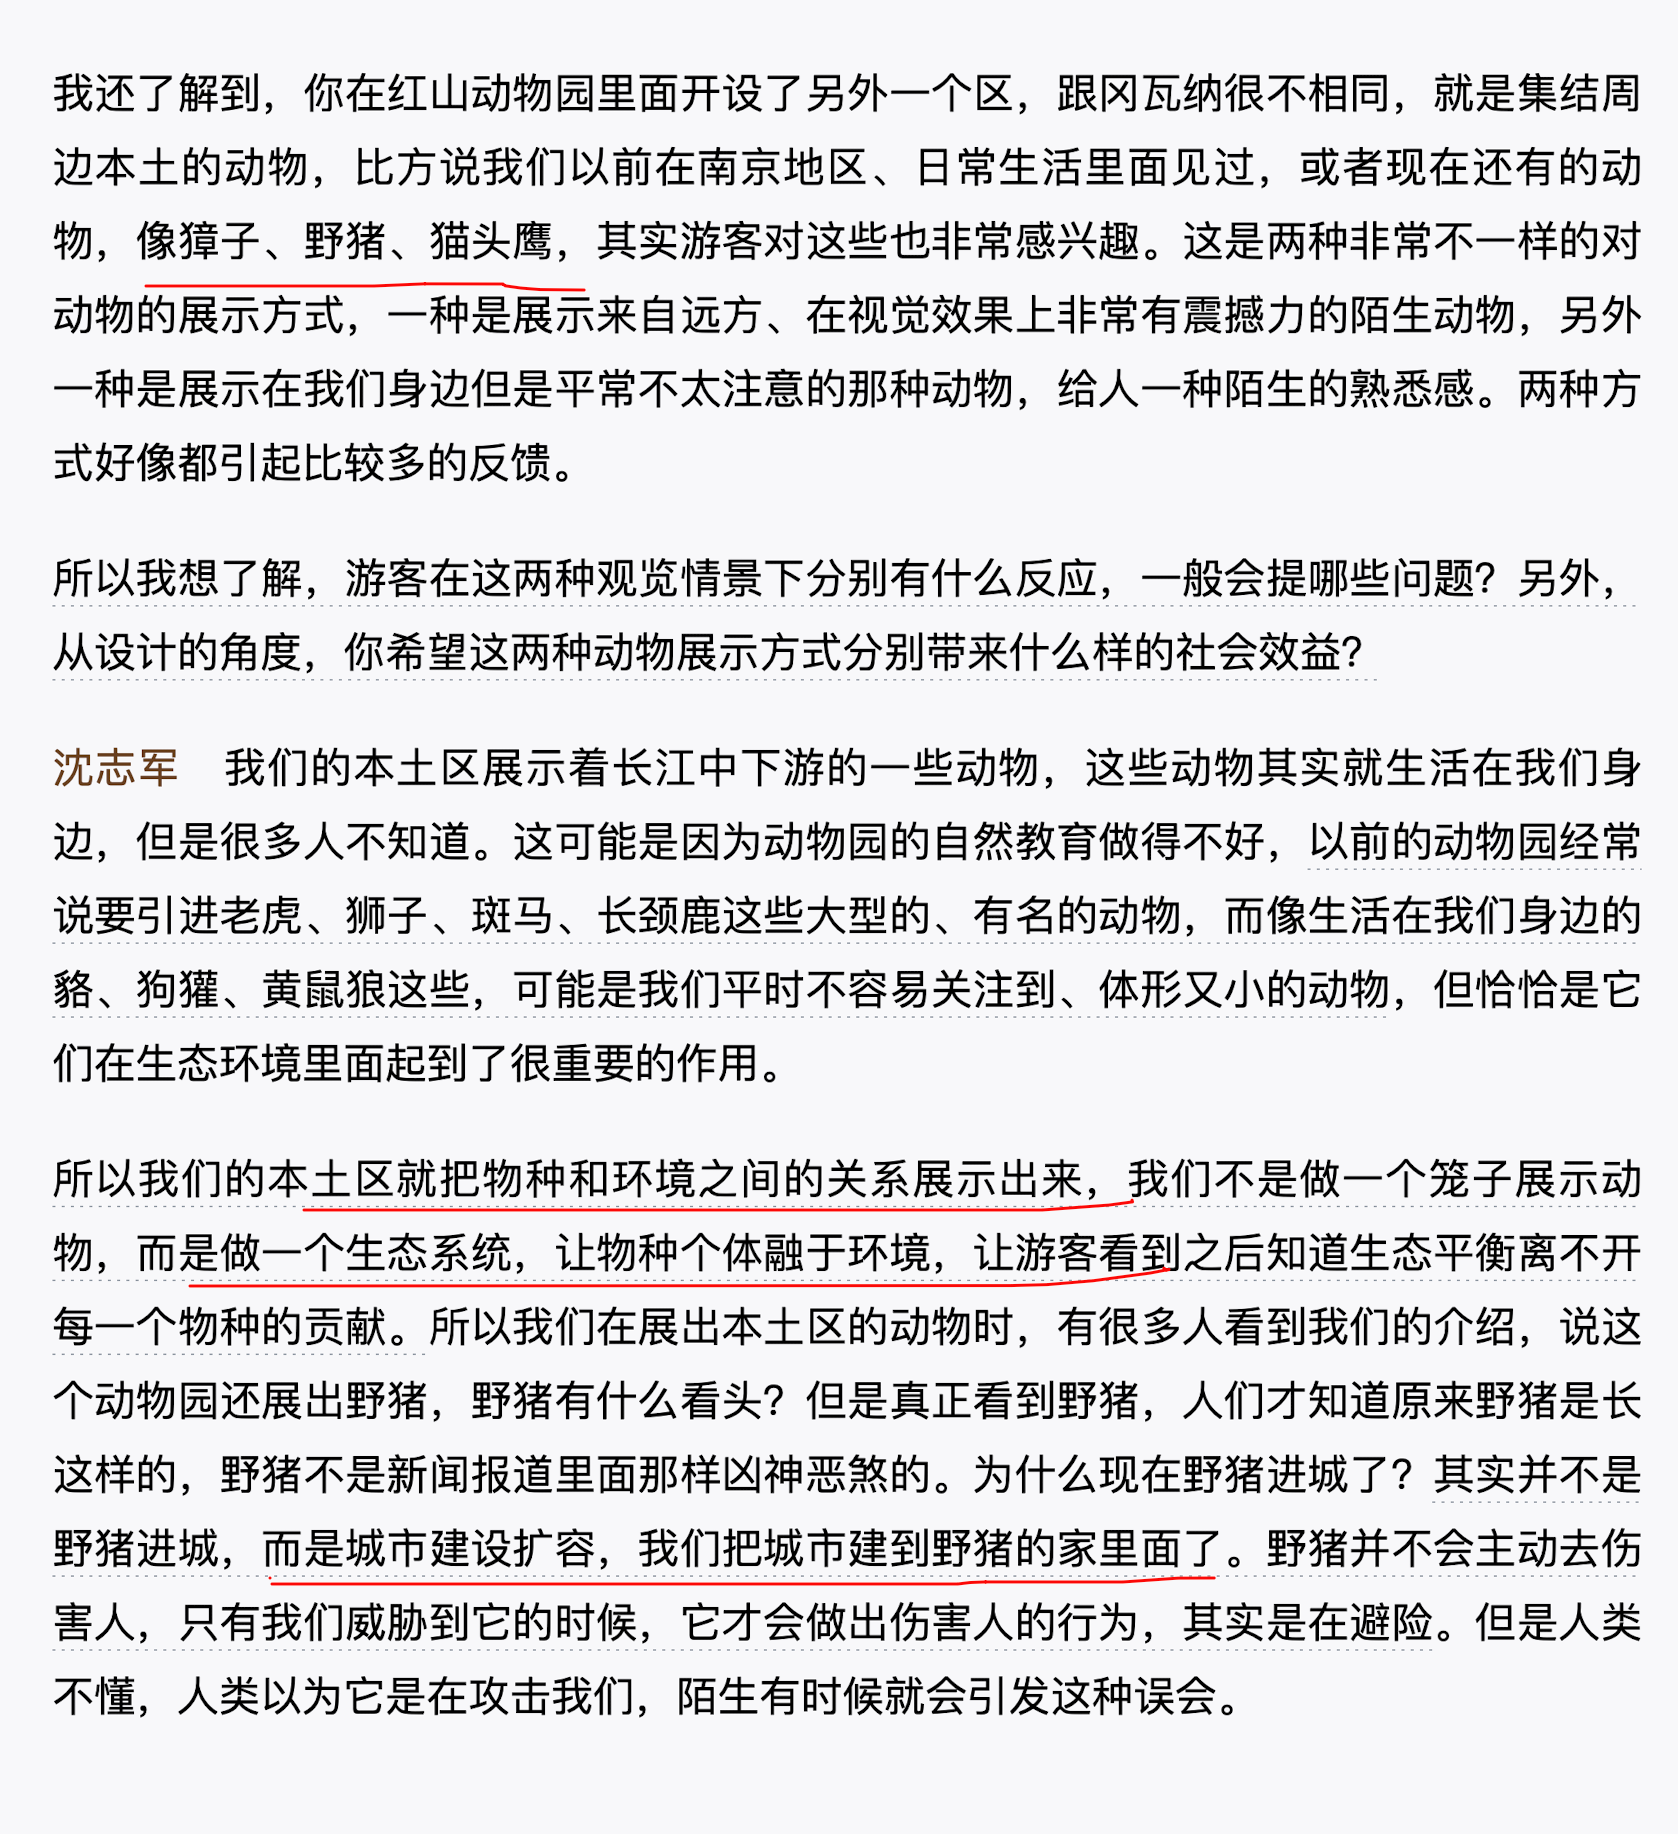 我还了解到，你在红山动物园里面开设了另外一个区，跟冈瓦纳很不相同，就是集结周
边本土的动物，比方说我们以前在南京地区、日常生活里面见过，或者现在还有的动
物，像獐子、野猪、猫头鹰，其实游客对这些也非常感兴趣。这是两种非常不一样的对
动物的展示方式，一种是展示来自远方、在视觉效果上非常有震撼力的陌生动物，另外
一种是展示在我们身边但是平常不太注意的那种动物，给人一种陌生的熟悉感。两种方
式好像都引起比较多的反馈。
所以我想了解，游客在这两种观览情景下分别有什么反应，一般会提哪些问题？另外，
从设计的角度，你希望这两种动物展示方式分别带来什么样的社会效益？
沈志军　我们的本土区展示着长江中下游的一些动物，这些动物其实就生活在我们身
边，但是很多人不知道。这可能是因为动物园的自然教育做得不好，以前的动物园经常
说要引进老虎、狮子、斑马、长颈鹿这些大型的、有名的动物，而像生活在我们身边的
貉、狗獾、黄鼠狼这些，可能是我们平时不容易关注到、体形又小的动物，但恰恰是它
们在生态环境里面起到了很重要的作用。
所以我们的本土区就把物种和环境之间的关系展示出来，我们不是做一个笼子展示动
物，而是做一个生态系统，让物种个体融于环境，让游客看到之后知道生态平衡离不开
每一个物种的贡献。所以我们在展出本土区的动物时，有很多人看到我们的介绍，说这
个动物园还展出野猪，野猪有什么看头？但是真正看到野猪，人们才知道原来野猪是长
这样的，野猪不是新闻报道里面那样凶神恶煞的。为什么现在野猪进城了？其实并不是
野猪进城，而是城市建设扩容，我们把城市建到野猪的家里面了。野猪并不会主动去伤
害人，只有我们威胁到它的时候，它才会做出伤害人的行为，其实是在避险。但是人类
不懂，人类以为它是在攻击我们，陌生有时候就会引发这种误会。